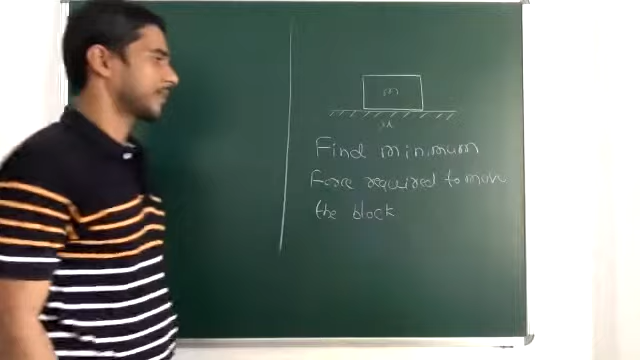 m
μ
Find minimum
Force required to move
the block